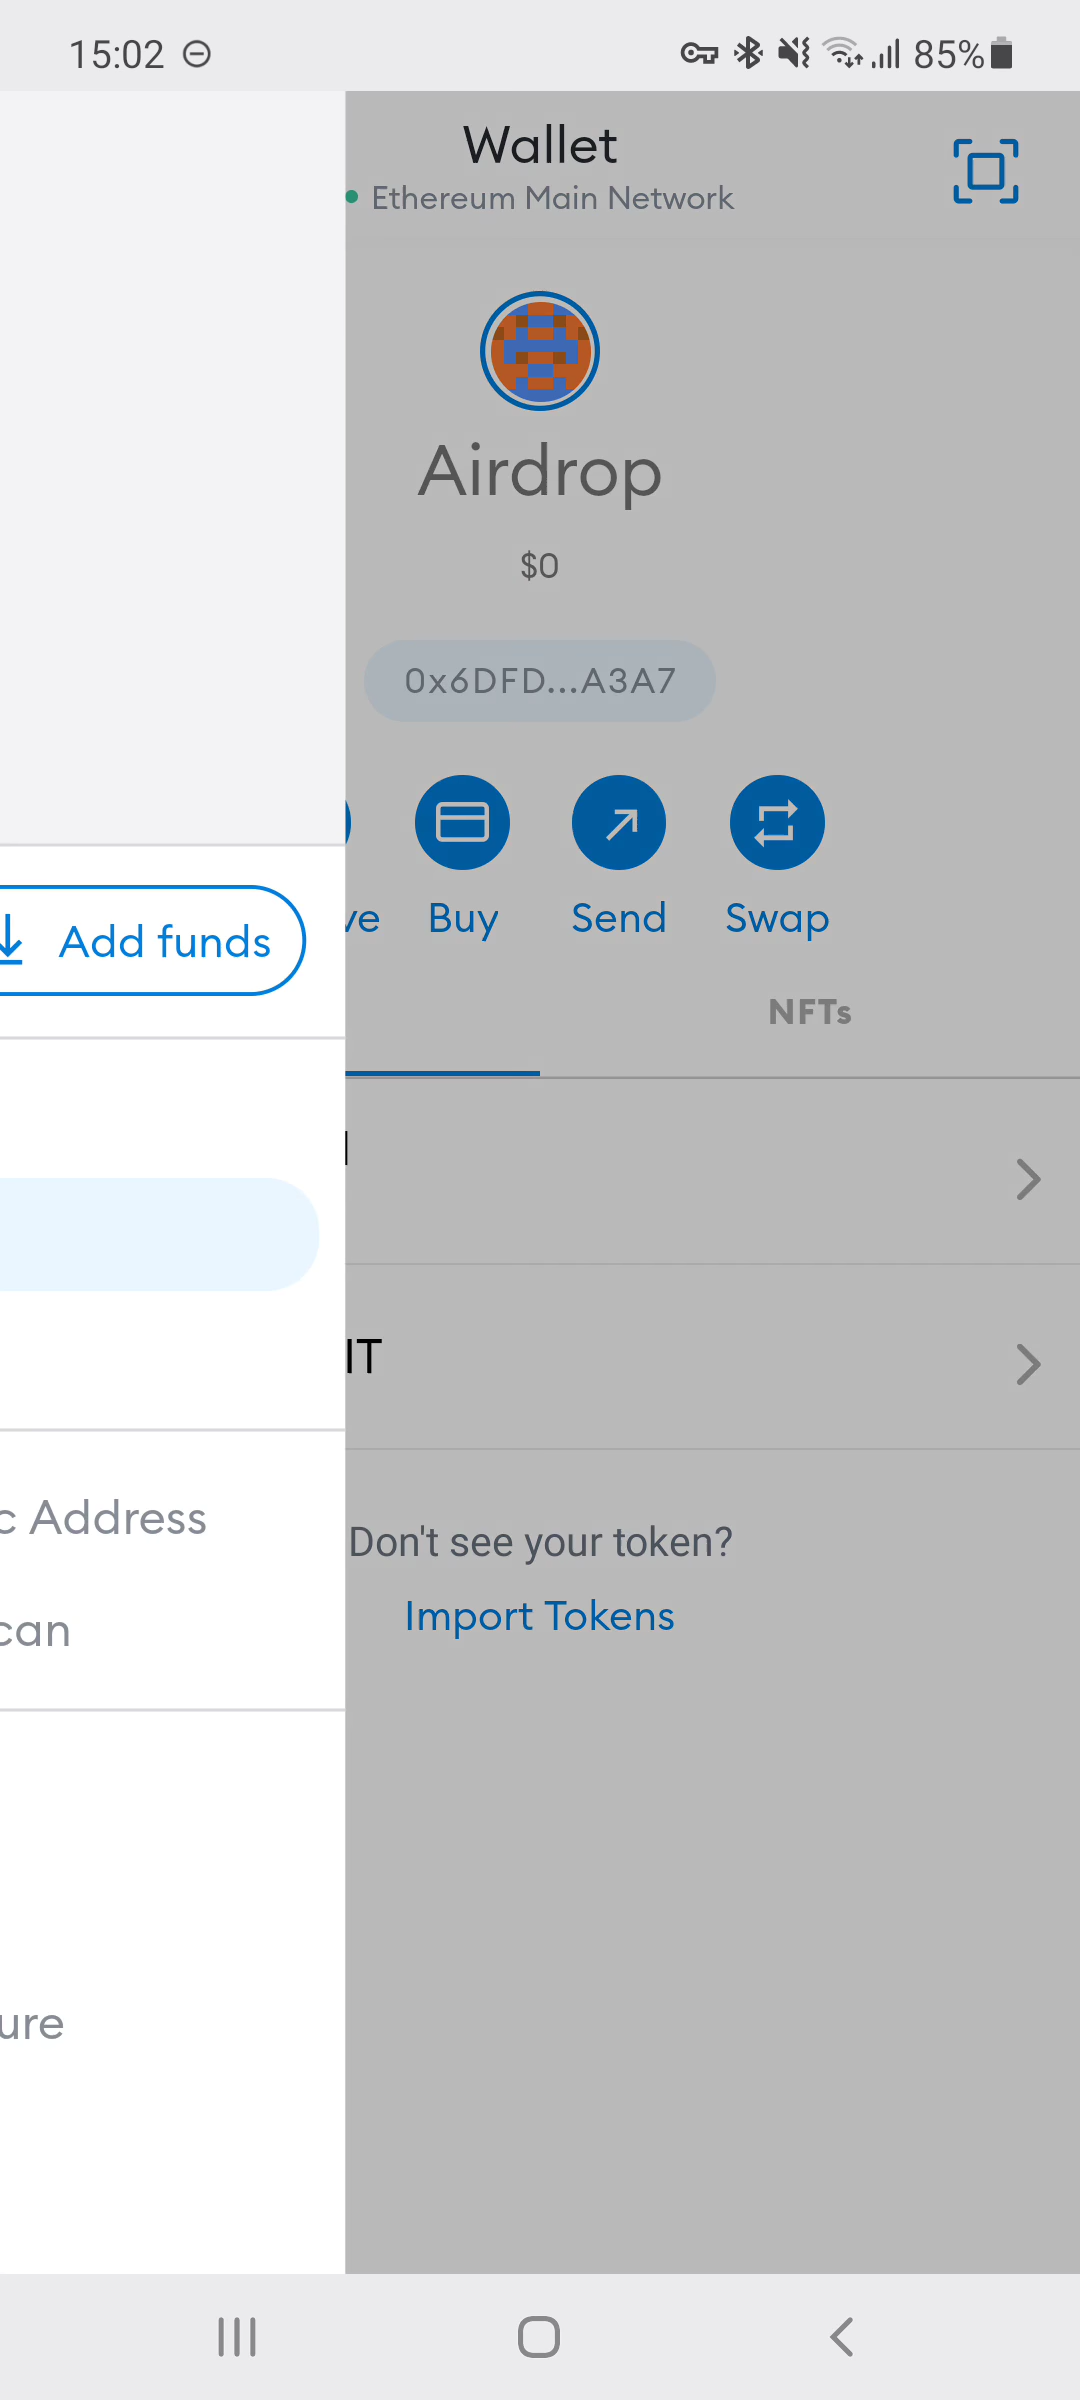 15:02
85%
Wallet
Ethereum Main Network
Airdrop
$0
0x6DFD...A3A7
ve
Buy
Send
Swap
Add funds
NFTs
IT
c Address
Don't see your token?
Import Tokens
can
ure